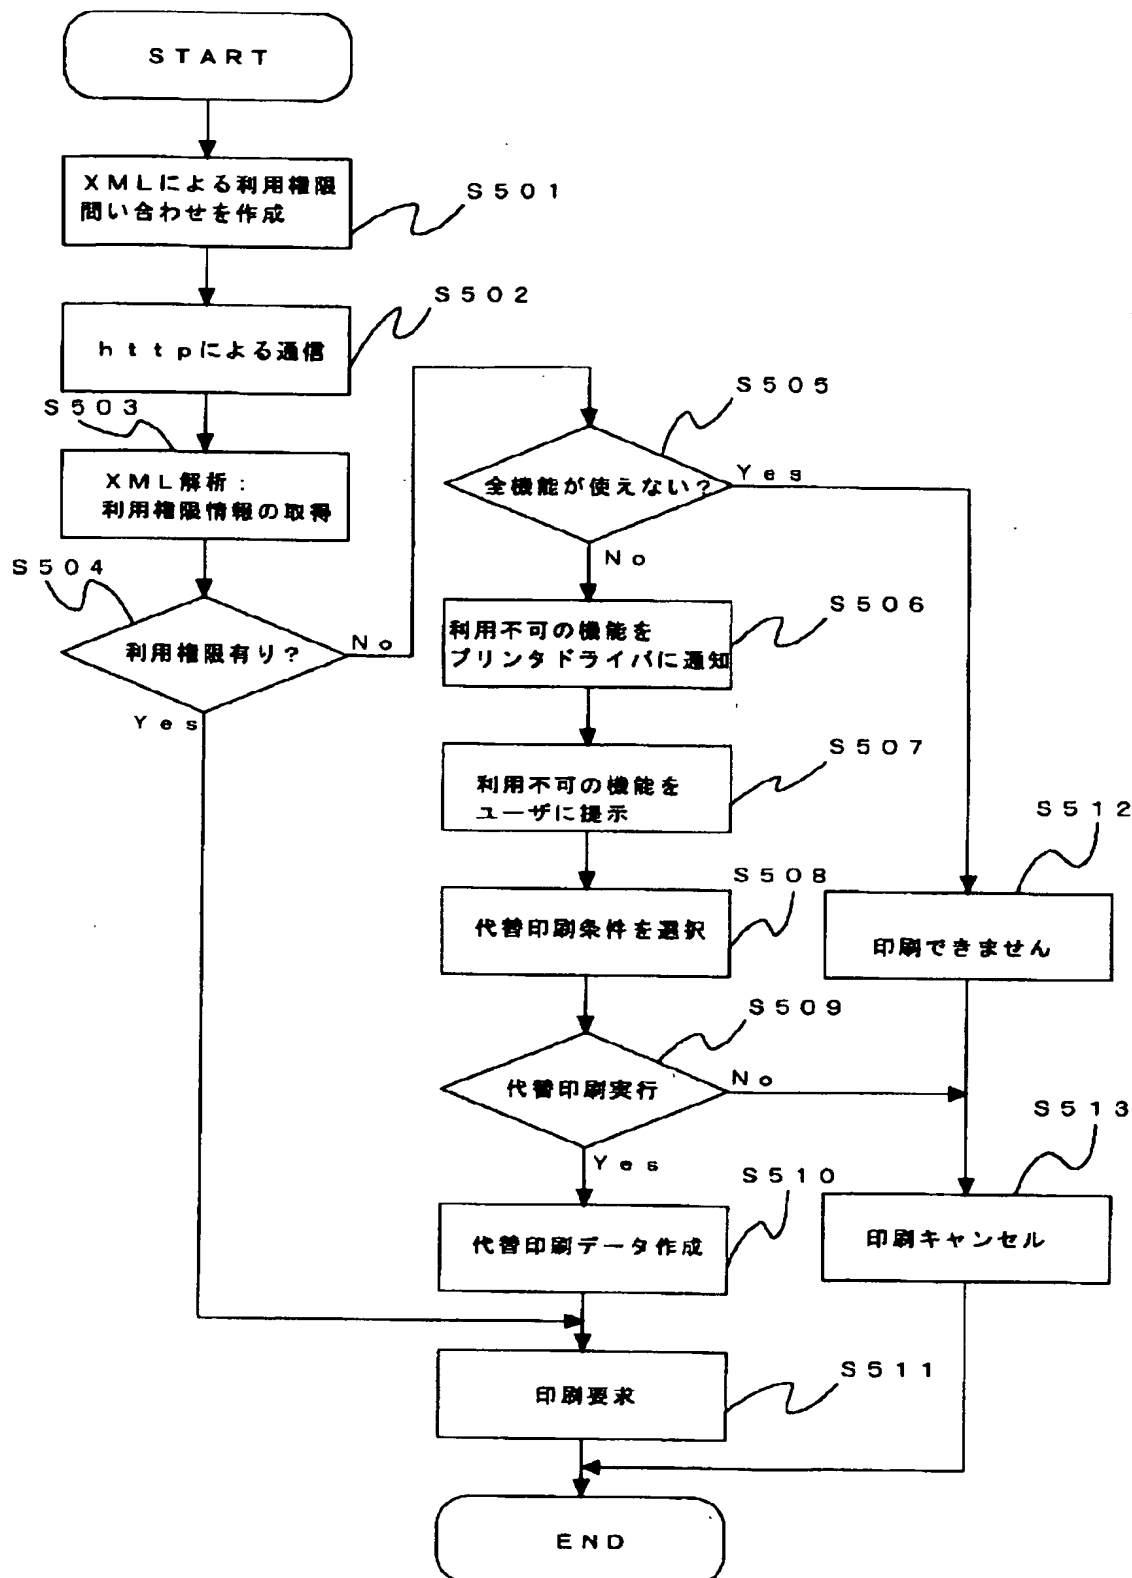 START
XMLによる利用権限
問い合わせを作成
S501
httpによる通信
S502
S503
XML解析：
利用権限情報の取得
S504
利用権限有り？
No
Yes
S505
全機能が使えない？
Yes
No
S506
利用不可の機能を
プリンタドライバに通知
S507
利用不可の機能を
ユーザに提示
S508
代替印刷条件を選択
S512
印刷できません
S509
代替印刷実行
No
Yes
S513
印刷キャンセル
S510
代替印刷データ作成
S511
印刷要求
END